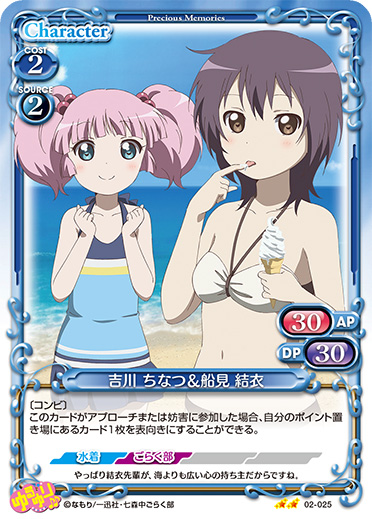 Precious Memories
Character
COST
2
SOURCE
2
30 AP
DP 30
R
吉川 ちなつ&船見 結衣
〔コンビ〕
このカードがアプローチまたは妨害に参加した場合、自分のポイント置
き場にあるカード1枚を表向きにすることができる。
水着 ごらく部
やっぱり結衣先輩が、海よりも広い心の持ち主だからですね。
ゆるゆり
©なもり/一迅社・七森中ごらく部
02-025